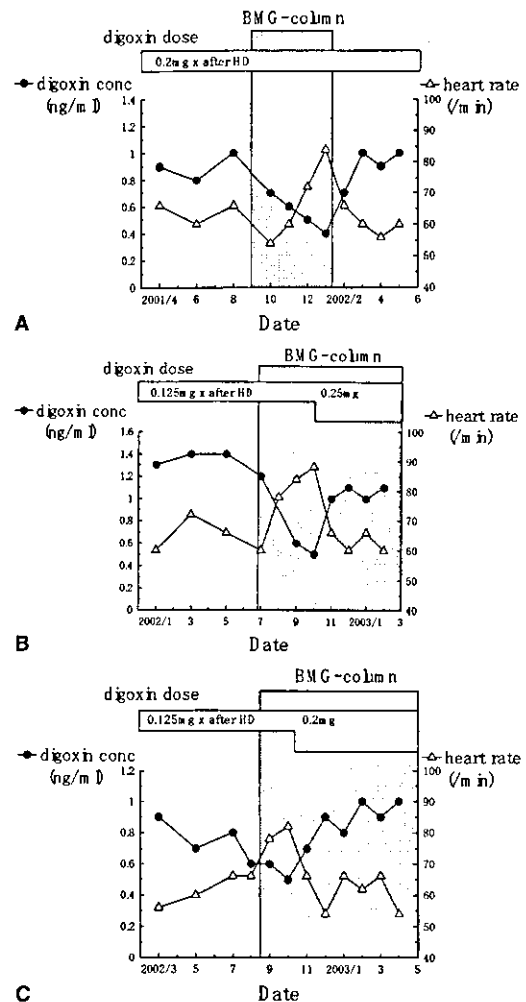 BMG-column
digoxin dose
0.2mg x after HD
digoxin conc
(ng/ml)
heart rate
(/min)
1.4
1.2
1
0.8
0.6
0.4
0.2
0
100
90
80
70
60
50
40
2001/4 6 8 10 12 2002/2 4 6
A
Date
BMG-column
digoxin dose
0.125mg x after HD 0.25mg
digoxin conc
(ng/ml)
heart rate
(/min)
1.6
1.4
1.2
1
0.8
0.6
0.4
0.2
0
100
90
80
70
60
50
40
2002/1 3 5 7 9 11 2003/1 3
B
Date
BMG-column
digoxin dose
0.125mg x after HD 0.2mg
digoxin conc
(ng/ml)
heart rate
(/min)
1.2
1
0.8
0.6
0.4
0.2
0
100
90
80
70
60
50
40
2002/3 5 7 9 11 2003/1 3 5
C
Date